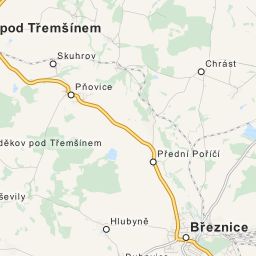 pod Třemšínem
Skuhrov
Chrást
Pňovice
děkov pod Třemšínem
Přední Poříčí
ševily
Hlubyně
Březnice